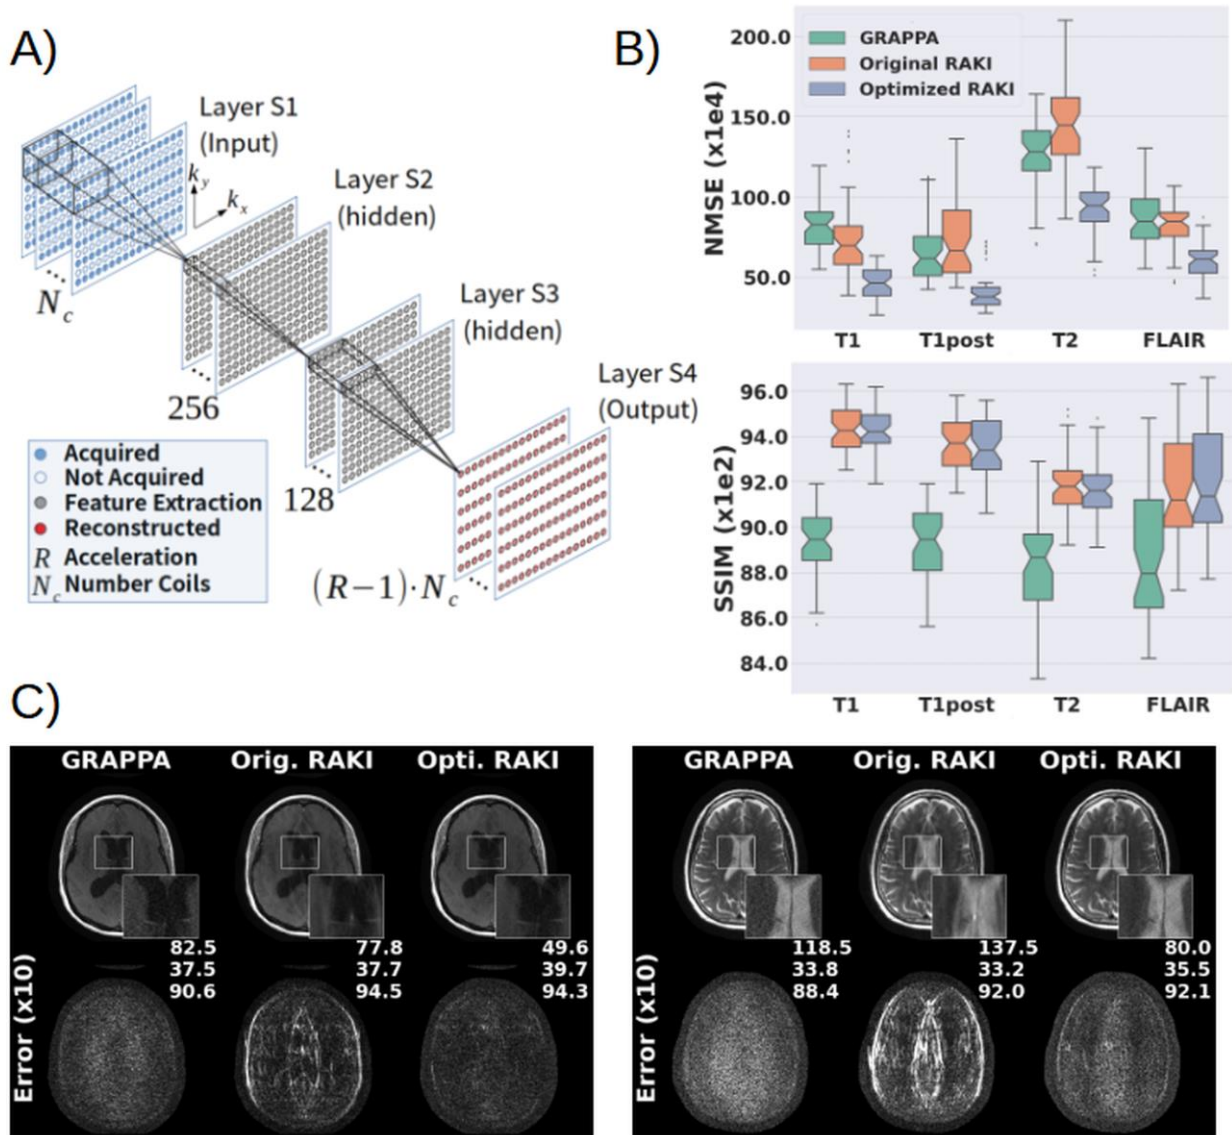 A)
Layer S1
(Input)
k_y
k_x
Layer S2
(hidden)
N_c
Layer S3
(hidden)
256
Layer S4
(Output)
128
(R−1)·N_c
Acquired
Not Acquired
Feature Extraction
Reconstructed
R Acceleration
N_c Number Coils
B)
NMSE (x1e4)
200.0
150.0
100.0
50.0
GRAPPA
Original RAKI
Optimized RAKI
T1 T1post T2 FLAIR
SSIM (x1e2)
96.0
94.0
92.0
90.0
88.0
86.0
84.0
T1 T1post T2 FLAIR
C)
GRAPPA Orig. RAKI Opti. RAKI
82.5 77.8 49.6
37.5 37.7 39.7
90.6 94.5 94.3
Error (x10)
GRAPPA Orig. RAKI Opti. RAKI
118.5 137.5 80.0
33.8 33.2 35.5
88.4 92.0 92.1
Error (x10)